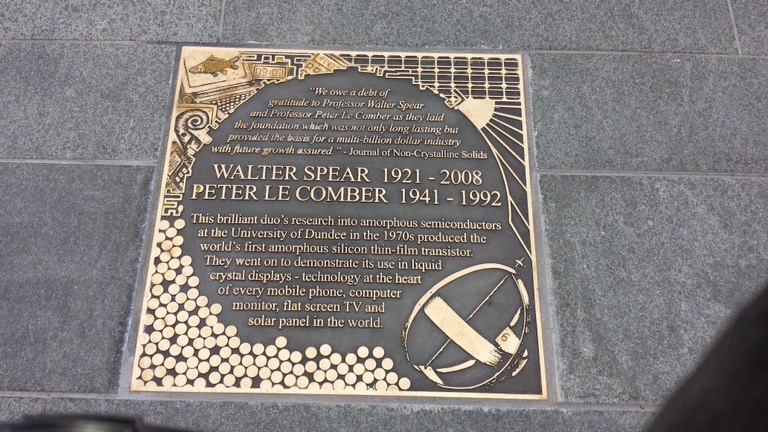 "We owe a debt of
gratitude to Professor Walter Spear
and Professor Peter Le Comber as they laid
the foundation which was not only long lasting but
provided the basis for a multi-billion dollar industry
with future growth assured." - Journal of Non-Crystalline Solids
WALTER SPEAR 1921 - 2008
PETER LE COMBER 1941 - 1992
This brilliant duo's research into amorphous semiconductors
at the University of Dundee in the 1970s produced the
world's first amorphous silicon thin-film transistor.
They went on to demonstrate its use in liquid
crystal displays - technology at the heart
of every mobile phone, computer
monitor, flat screen TV and
solar panel in the world.